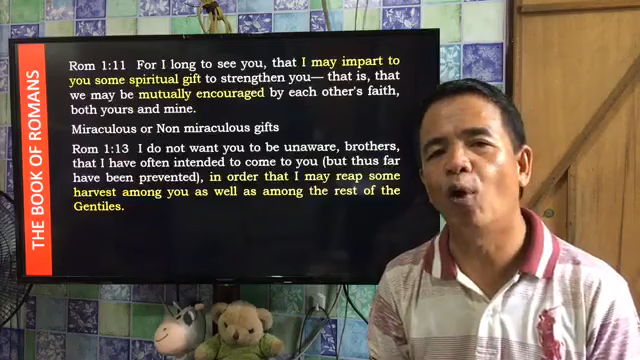 THE BOOK OF ROMANS
Rom 1:11 For I long to see you, that I may impart to
you some spiritual gift to strengthen you— that is, that
we may be mutually encouraged by each other's faith,
both yours and mine.
Miraculous or Non miraculous gifts
Rom 1:13 I do not want you to be unaware, brothers,
that I have often intended to come to you (but thus far
have been prevented), in order that I may reap some
harvest among you as well as among the rest of the
Gentiles.